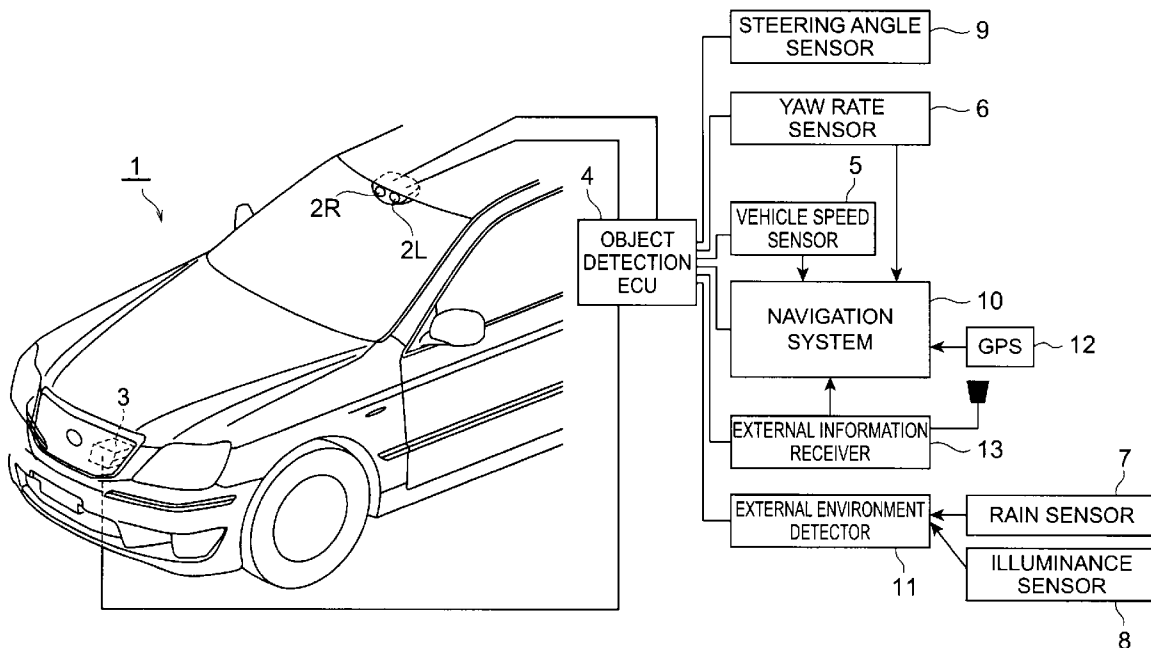 STEERING ANGLE
SENSOR
9
YAW RATE
SENSOR
6
1
2R
2L
4
OBJECT
DETECTION
ECU
5
VEHICLE SPEED
SENSOR
NAVIGATION
SYSTEM
10
GPS
12
3
EXTERNAL INFORMATION
RECEIVER
13
EXTERNAL ENVIRONMENT
DETECTOR
11
7
RAIN SENSOR
ILLUMINANCE
SENSOR
8